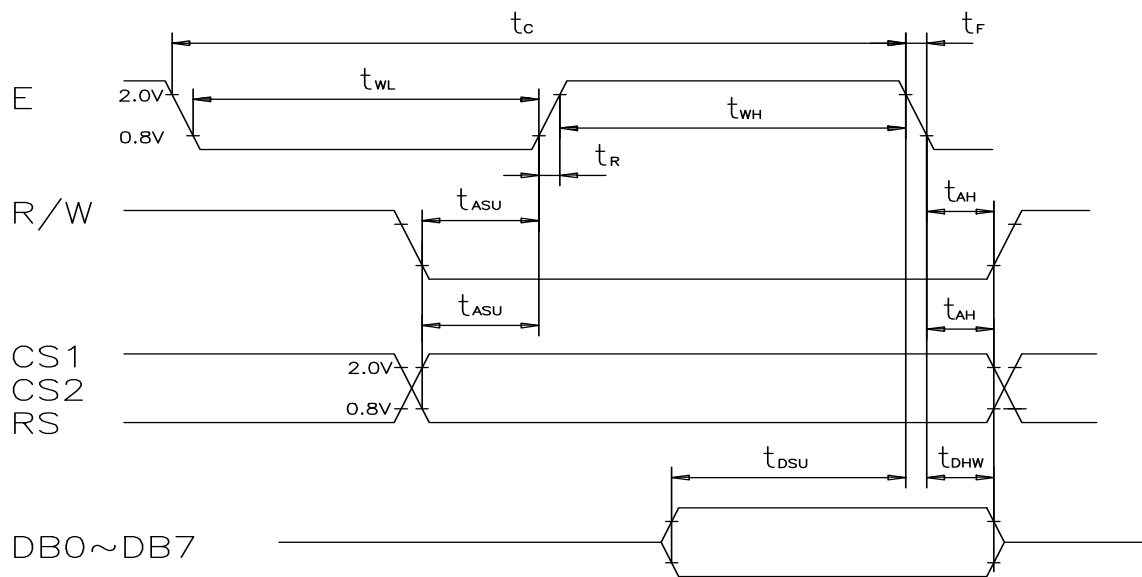 tC tF
E 2.0V tWL
0.8V tWH
tR
R/W tASU tAH
tASU tAH
CS1 2.0V
CS2
RS 0.8V
tDSU tDHW
DB0~DB7